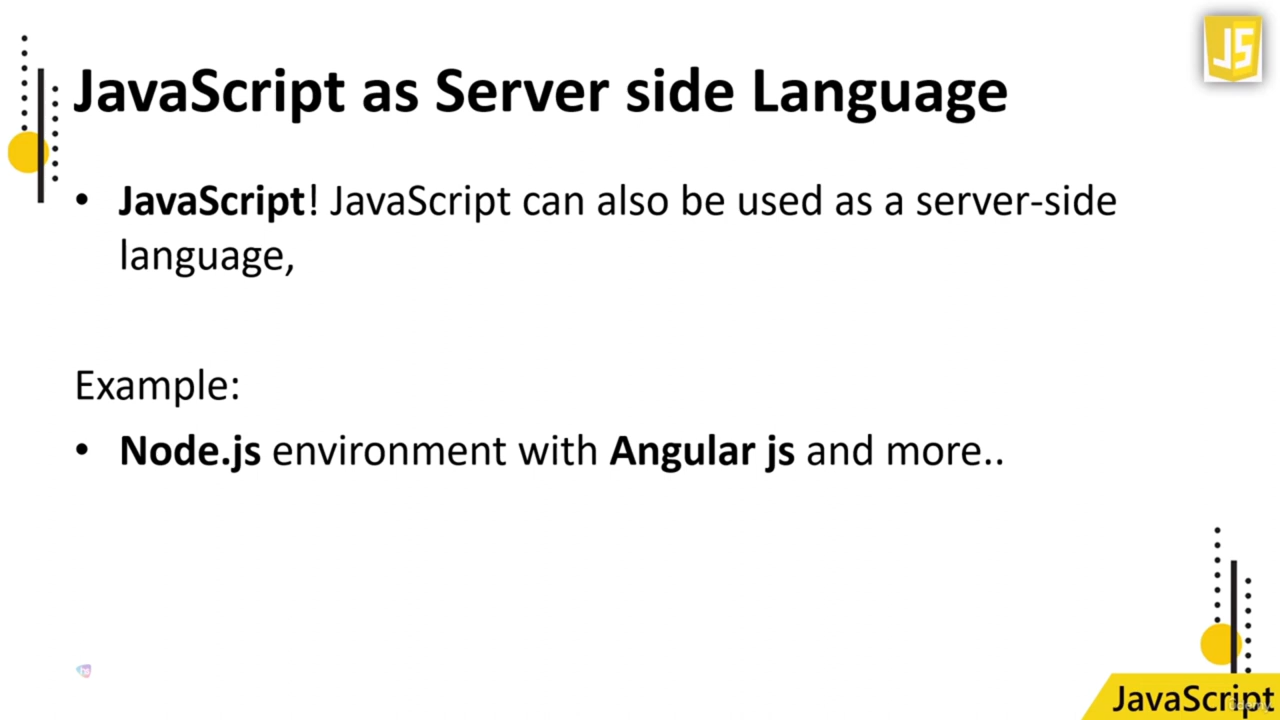 JS
JavaScript as Server side Language
• JavaScript! JavaScript can also be used as a server-side
language,
Example:
• Node.js environment with Angular js and more..
JavaScript
Udemy